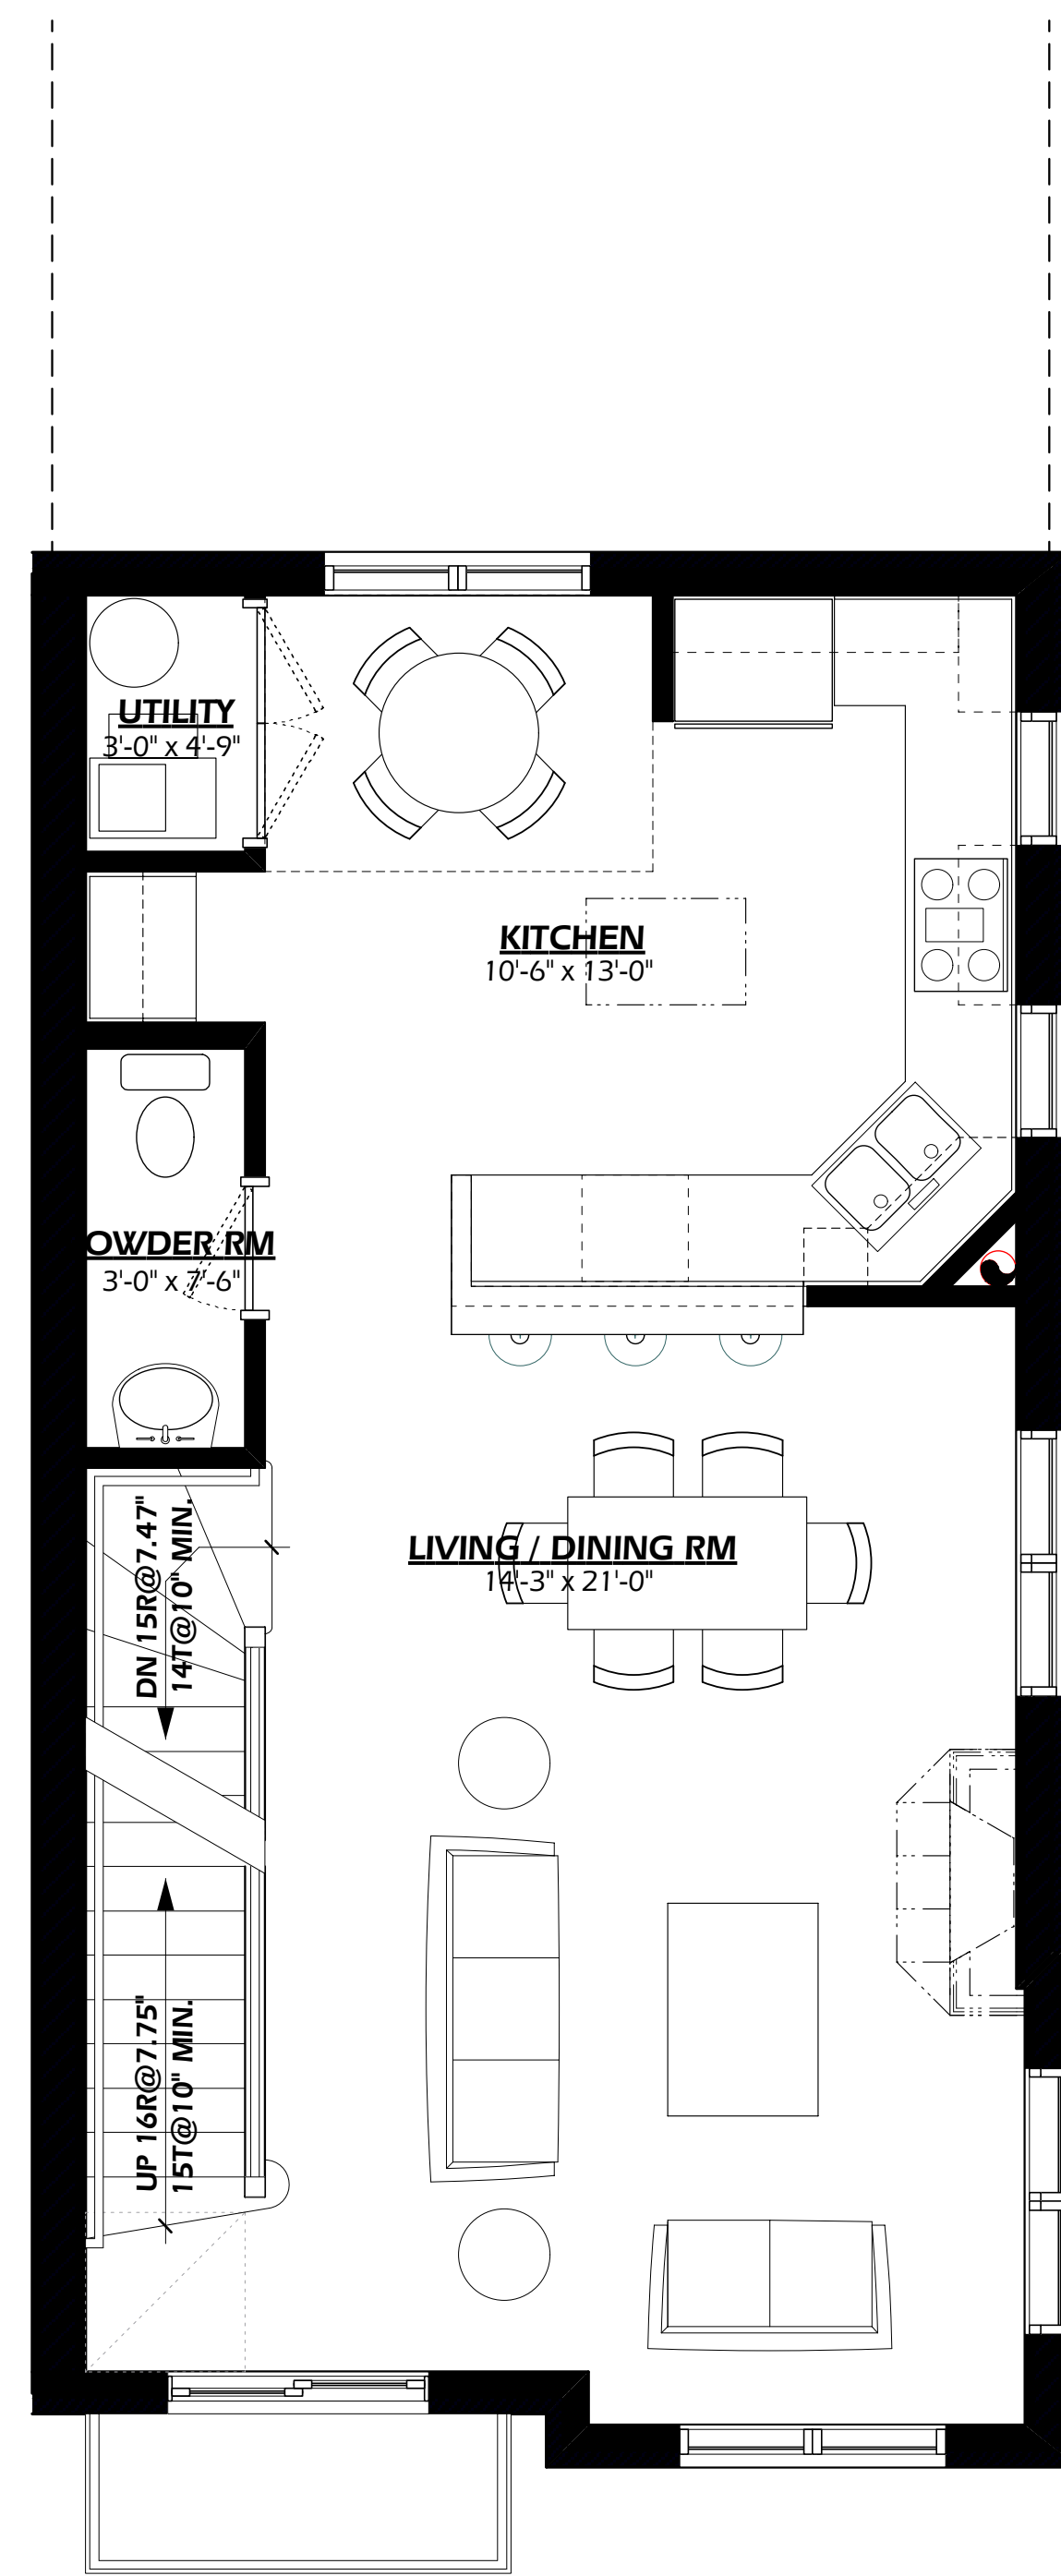 UTILITY
3'-0" x 4'-9"
KITCHEN
10'-6" x 13'-0"
OWDER RM
3'-0" x 7'-6"
LIVING / DINING RM
14'-3" x 21'-0"
DN 15R@7.47"
14T@10" MIN.
UP 16R@7.75"
15T@10" MIN.